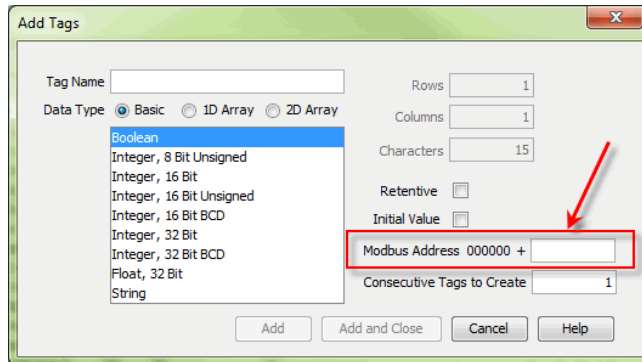 Add Tags
Tag Name
Data Type Basic 1D Array 2D Array
Boolean
Integer, 8 Bit Unsigned
Integer, 16 Bit
Integer, 16 Bit Unsigned
Integer, 16 Bit BCD
Integer, 32 Bit
Integer, 32 Bit BCD
Float, 32 Bit
String
Rows 1
Columns 1
Characters 15
Retentive
Initial Value
Modbus Address 000000 +
Consecutive Tags to Create 1
Add Add and Close Cancel Help